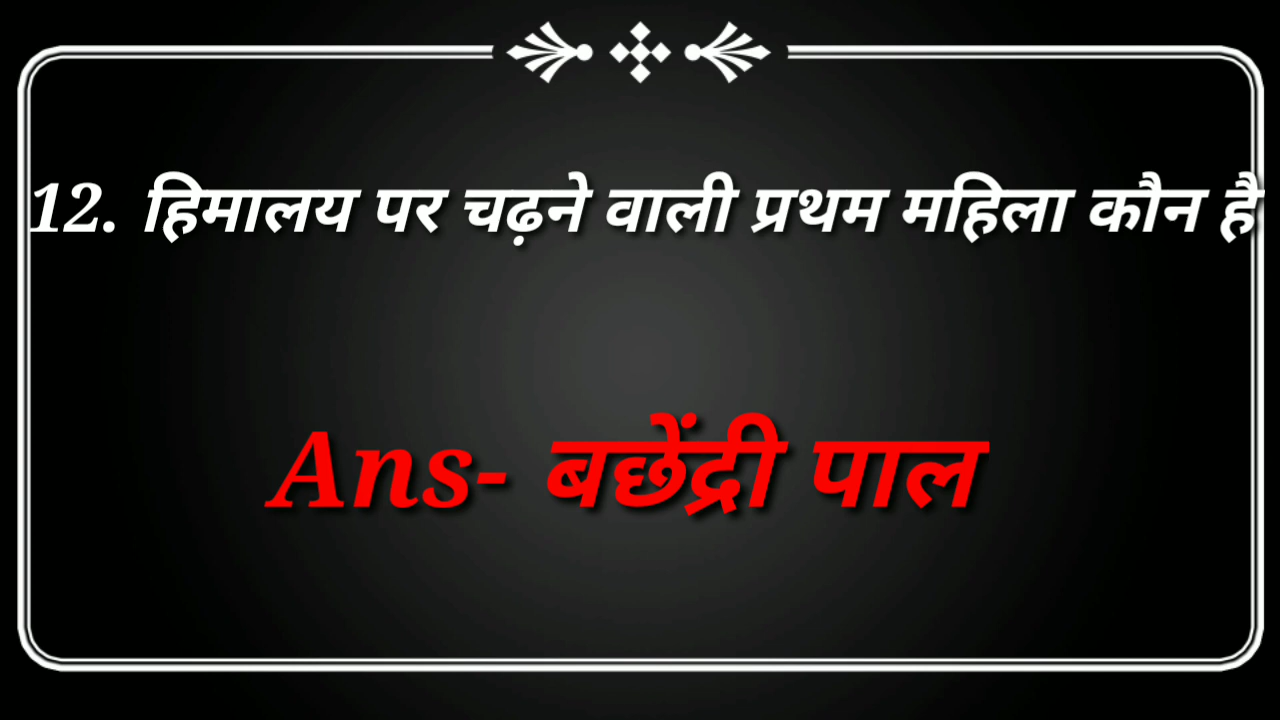 12. हिमालय पर चढ़ने वाली प्रथम महिला कौन है
Ans- बछेंद्री पाल